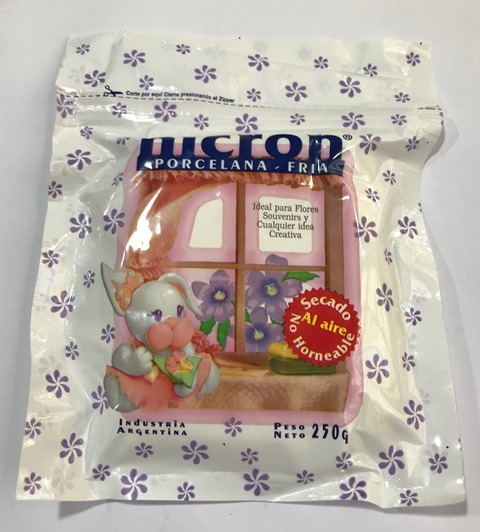 Corte por aquí Cierre presionando el Zipper
nicron®
PORCELANA - FRIA
Ideal para Flores
Souvenirs y
Cualquier idea
Creativa
Secado
Al aire
No Horneable
INDUSTRIA
ARGENTINA
PESO
NETO 250g